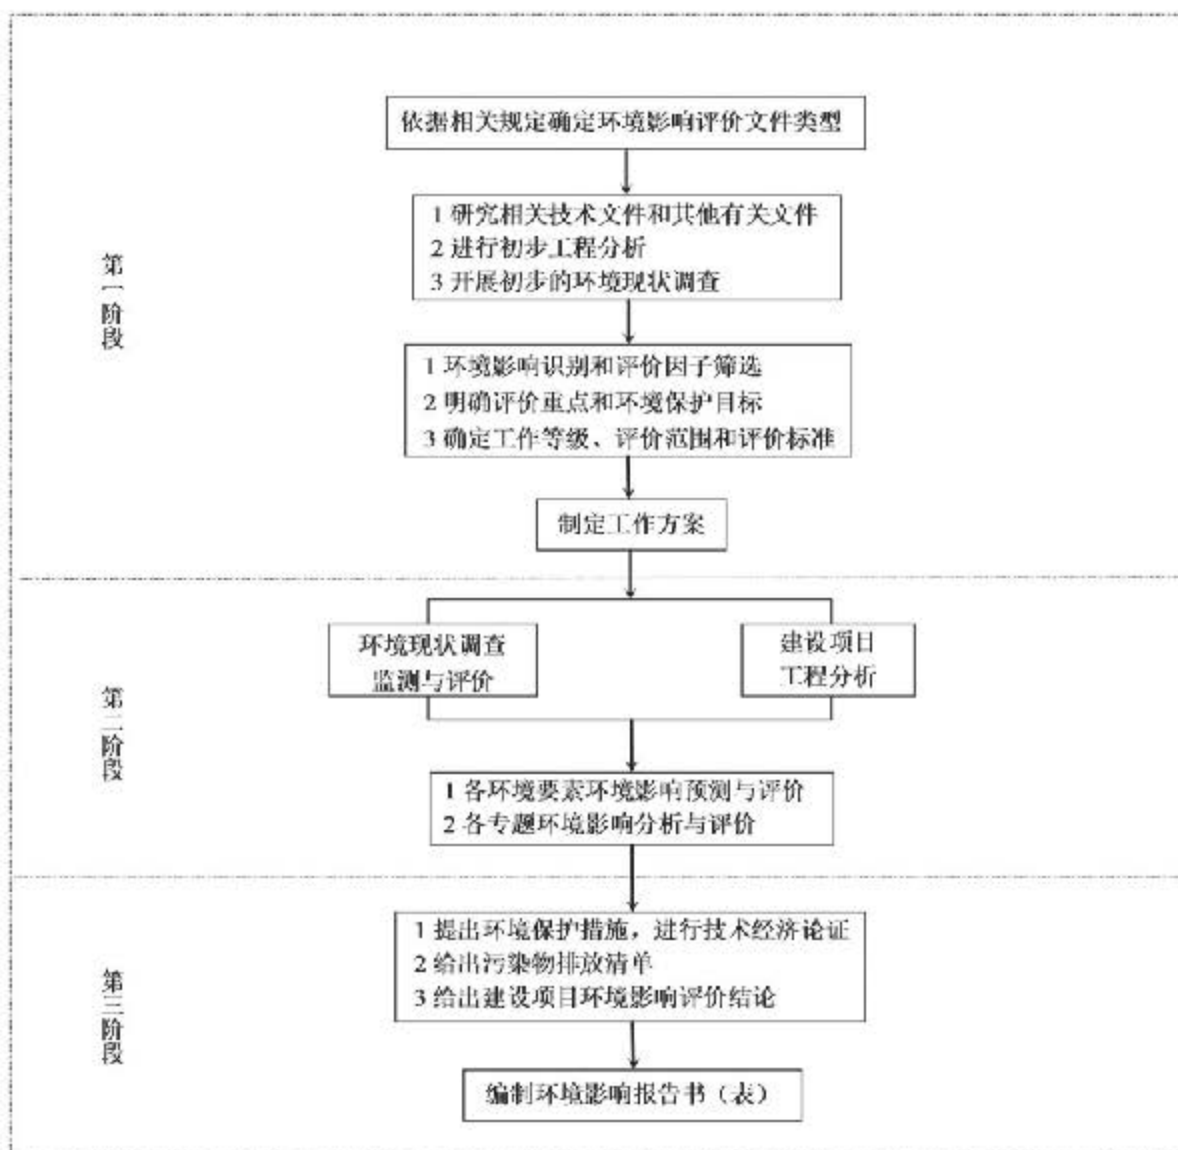 依据相关规定确定环境影响评价文件类型
1 研究相关技术文件和其他有关文件
2 进行初步工程分析
3 开展初步的环境现状调查
第一阶段
1 环境影响识别和评价因子筛选
2 明确评价重点和环境保护目标
3 确定工作等级、评价范围和评价标准
制定工作方案
环境现状调查
监测与评价
建设项目
工程分析
第二阶段
1 各环境要素环境影响预测与评价
2 各专题环境影响分析与评价
1 提出环境保护措施，进行技术经济论证
2 给出污染物排放清单
3 给出建设项目环境影响评价结论
第三阶段
编制环境影响报告书（表）